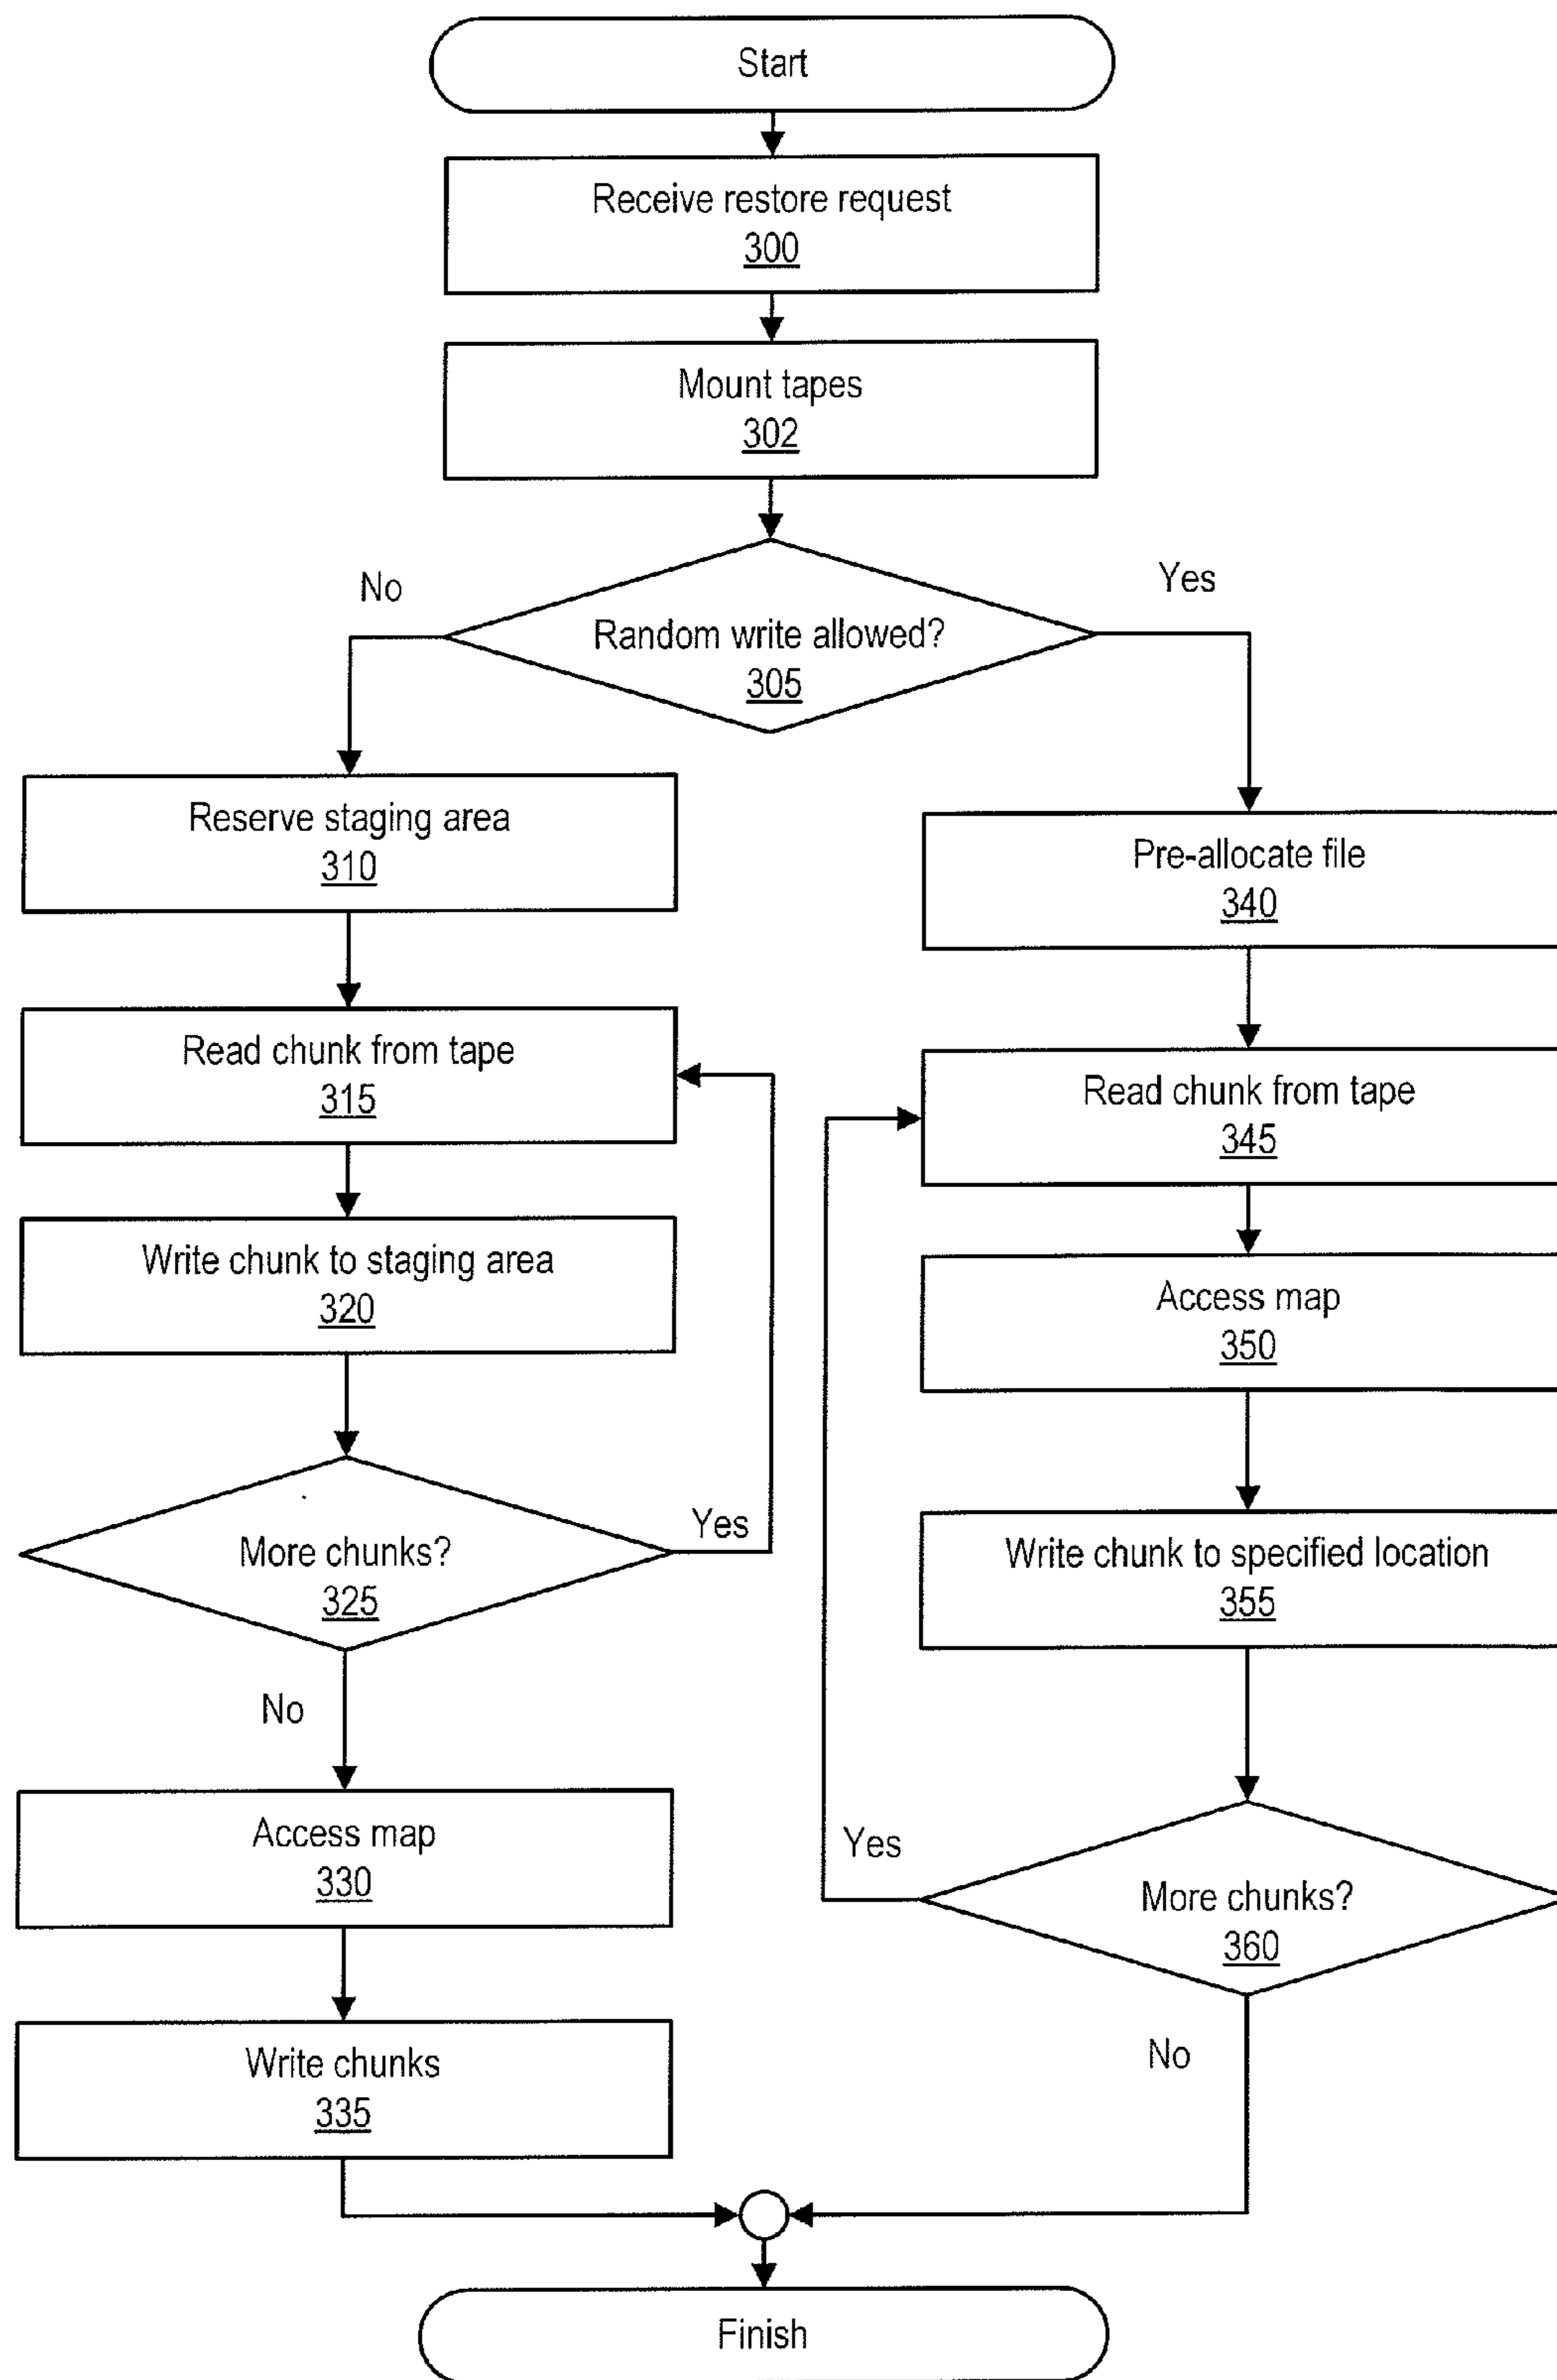 Start
Receive restore request
300
Mount tapes
302
No
Yes
Random write allowed?
305
Reserve staging area
310
Pre-allocate file
340
Read chunk from tape
315
Read chunk from tape
345
Write chunk to staging area
320
Access map
350
Yes
More chunks?
325
Write chunk to specified location
355
No
Access map
330
Yes
More chunks?
360
Write chunks
335
No
Finish